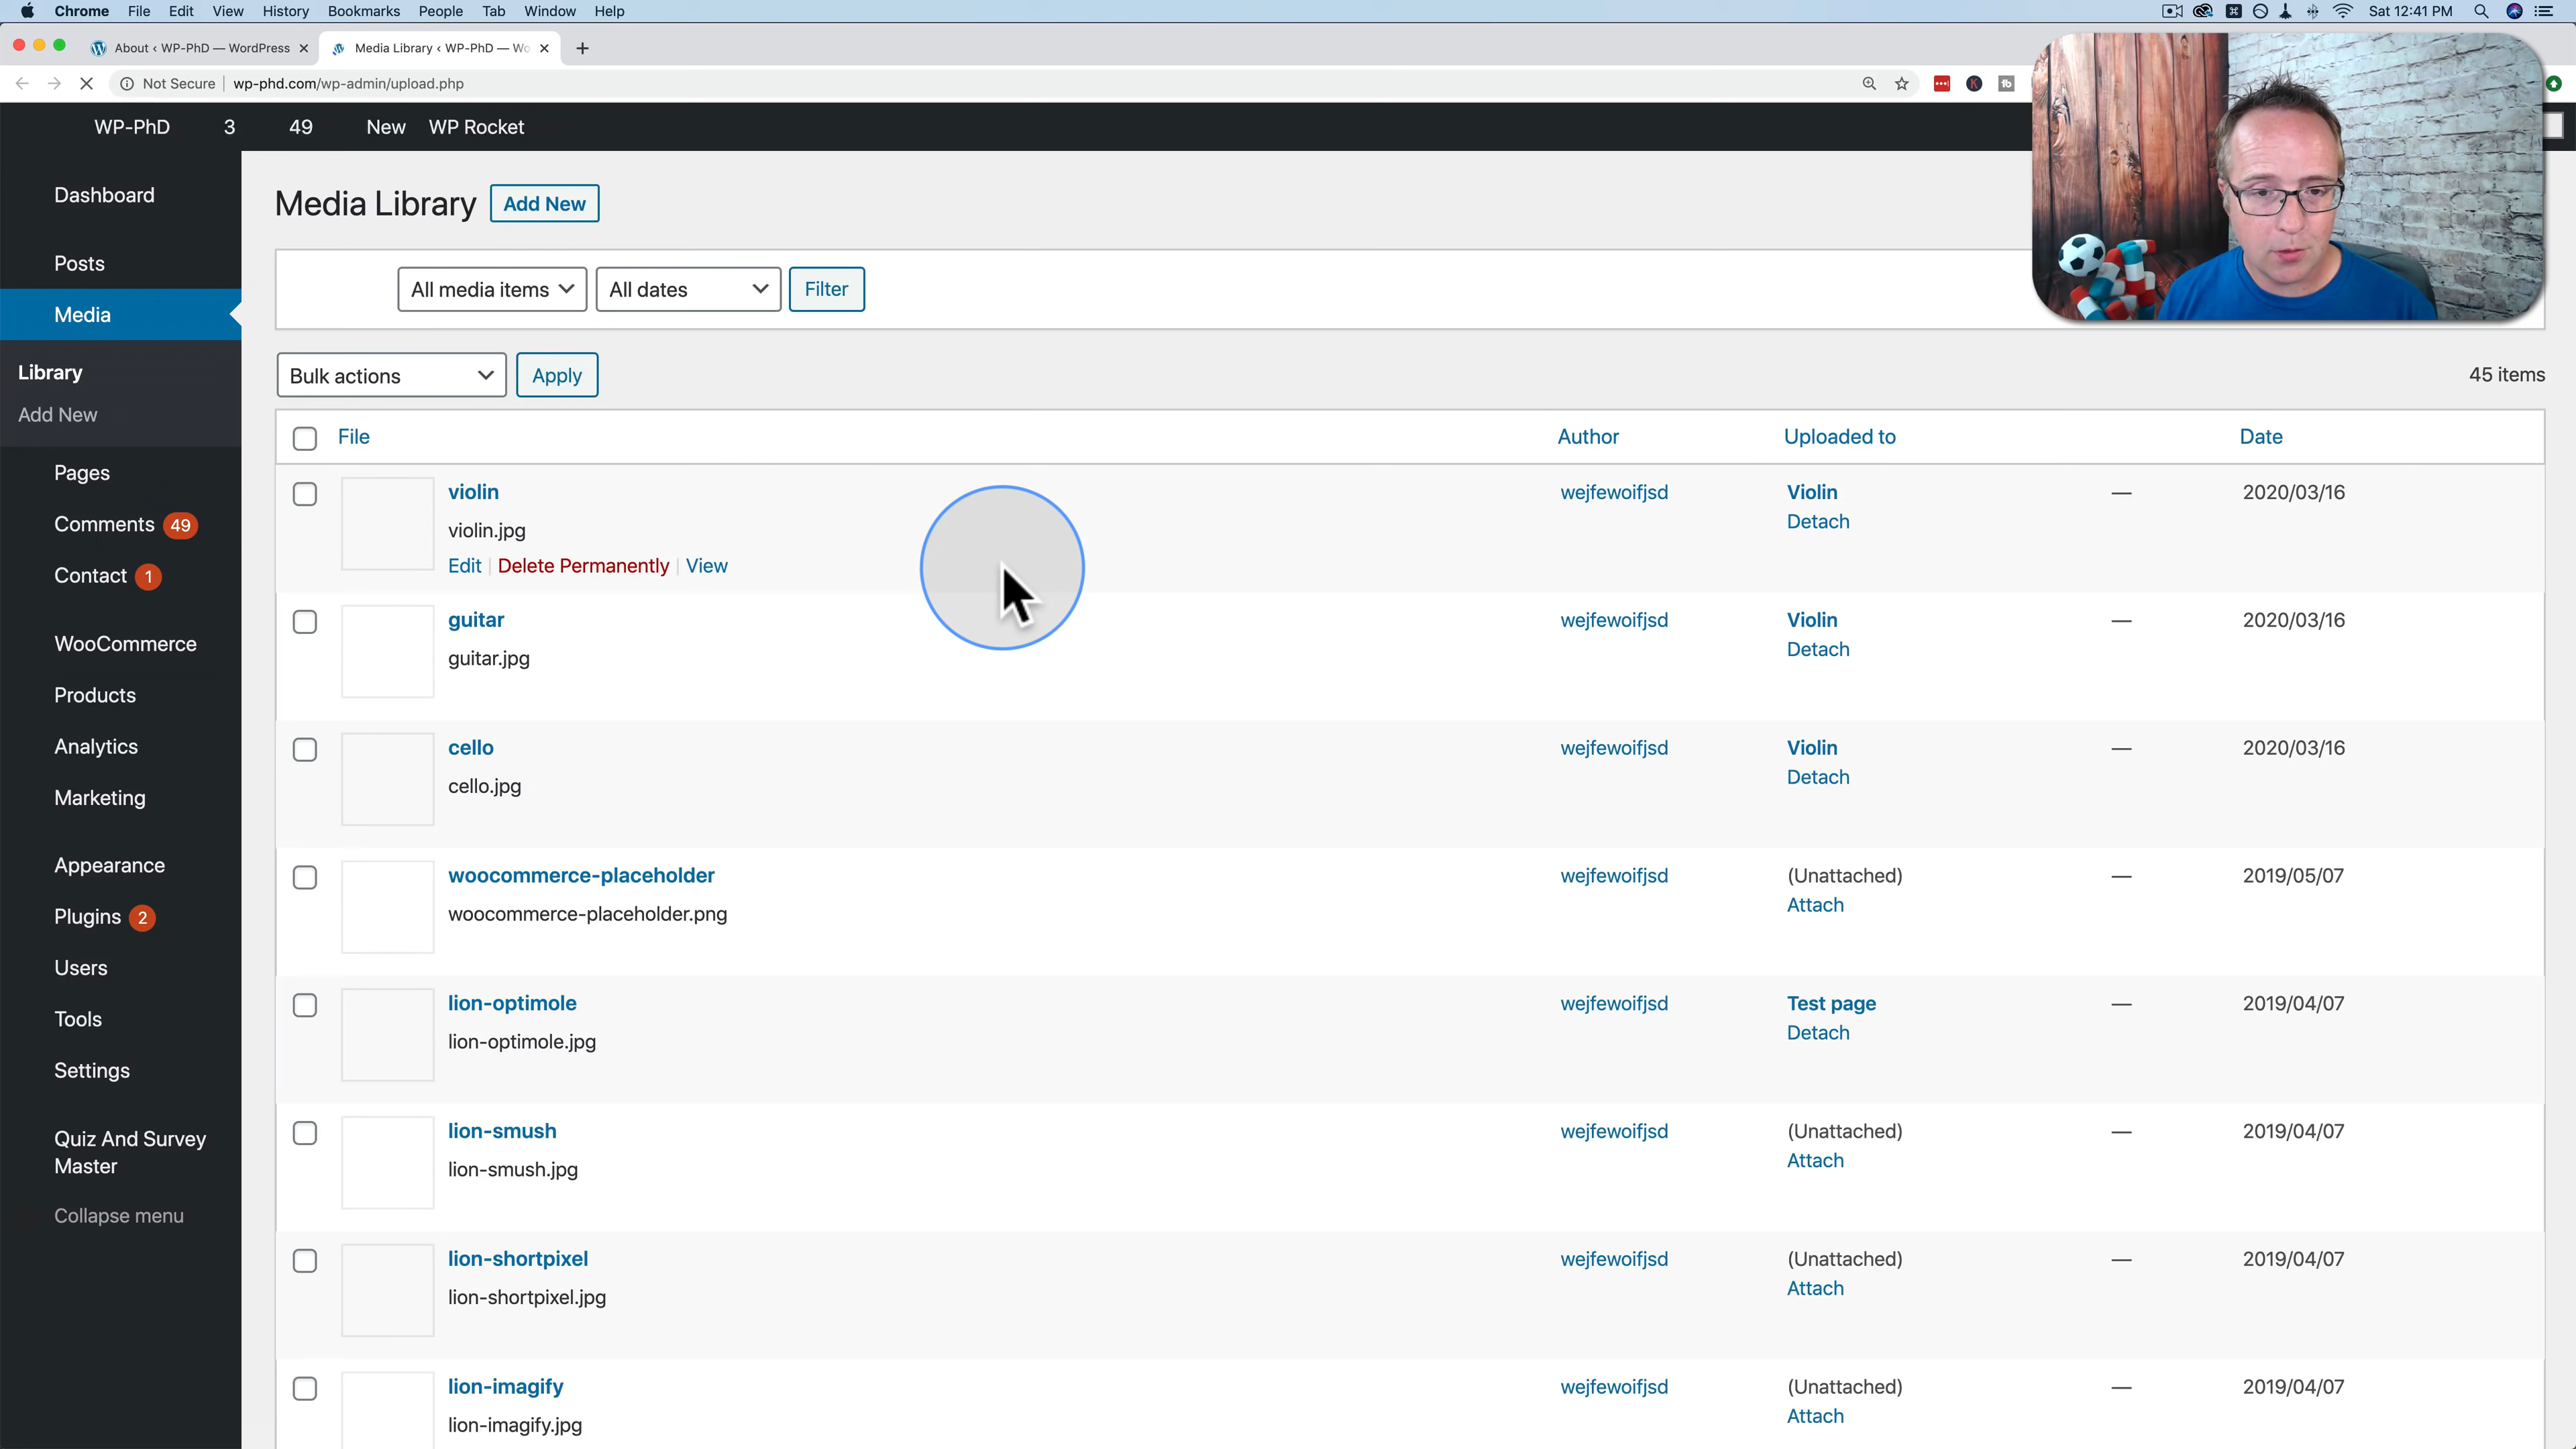 Chrome File Edit View History Bookmarks People Tab Window Help Sat 12:41 PM
About ‹ WP-PhD — WordPress Media Library ‹ WP-PhD — Wo
Not Secure wp-phd.com/wp-admin/upload.php
WP-PhD 3 49 New WP Rocket
Dashboard
Posts
Media
Library
Add New
Pages
Comments 49
Contact 1
WooCommerce
Products
Analytics
Marketing
Appearance
Plugins 2
Users
Tools
Settings
Quiz And Survey
Master
Collapse menu
Media Library Add New
All media items All dates Filter
Bulk actions Apply 45 items
File Author Uploaded to Date
violin wejfewoifjsd Violin — 2020/03/16
violin.jpg Detach
Edit | Delete Permanently | View
guitar wejfewoifjsd Violin — 2020/03/16
guitar.jpg Detach
cello wejfewoifjsd Violin — 2020/03/16
cello.jpg Detach
woocommerce-placeholder wejfewoifjsd (Unattached) — 2019/05/07
woocommerce-placeholder.png Attach
lion-optimole wejfewoifjsd Test page — 2019/04/07
lion-optimole.jpg Detach
lion-smush wejfewoifjsd (Unattached) — 2019/04/07
lion-smush.jpg Attach
lion-shortpixel wejfewoifjsd (Unattached) — 2019/04/07
lion-shortpixel.jpg Attach
lion-imagify wejfewoifjsd (Unattached) — 2019/04/07
lion-imagify.jpg Attach